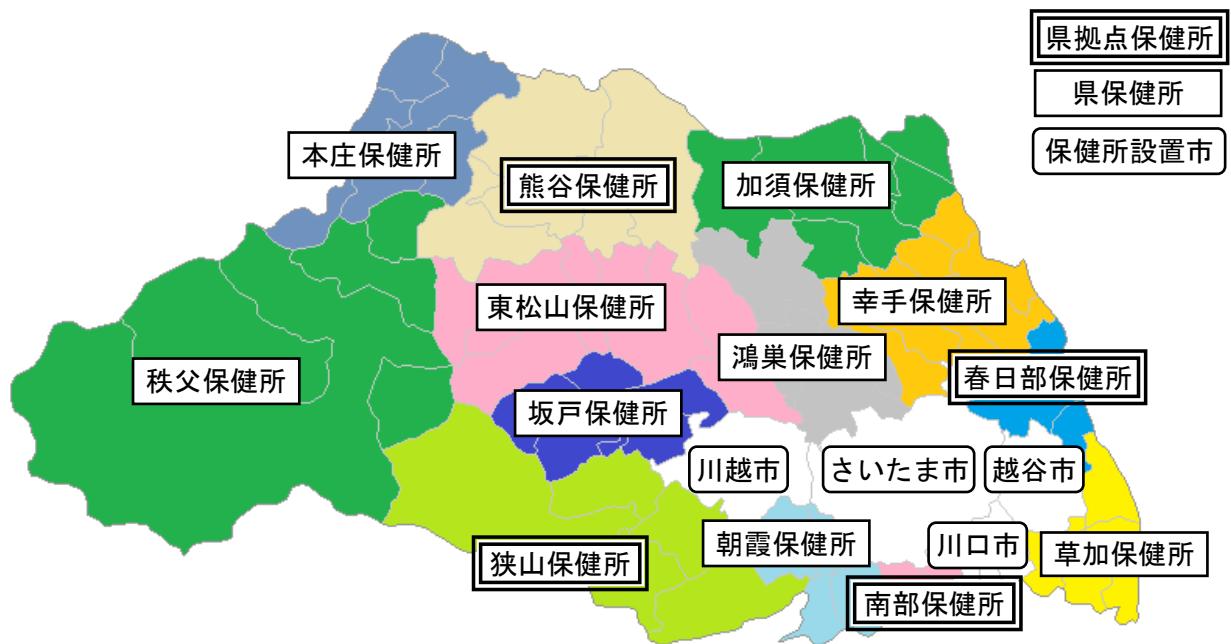 県拠点保健所
県保健所
保健所設置市
本庄保健所
熊谷保健所
加須保健所
東松山保健所
幸手保健所
鴻巣保健所
秩父保健所
春日部保健所
坂戸保健所
川越市
さいたま市
越谷市
朝霞保健所
川口市
草加保健所
狭山保健所
南部保健所